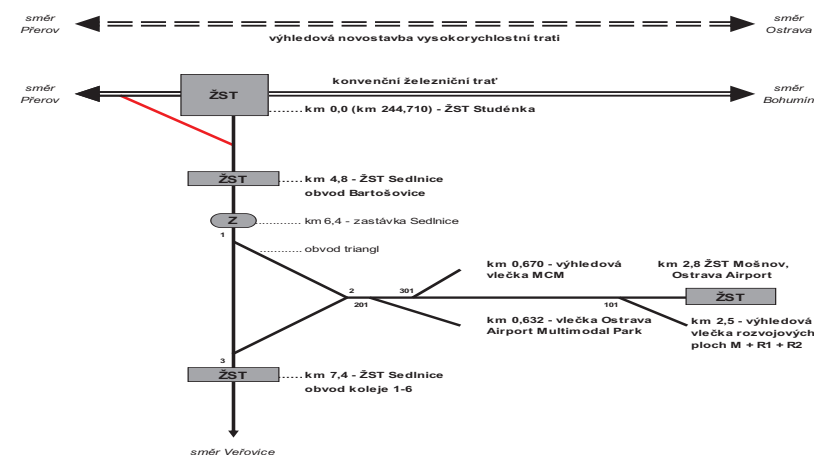 směr
Přerov
směr
Ostrava
výhledová novostavba vysokorychlostní trati
směr
Přerov
ŽST
konvenční železniční trať
směr
Bohumín
km 0,0 (km 244,710) - ŽST Studénka
ŽST
km 4,8 - ŽST Sedlnice
obvod Bartošovice
Z
km 6,4 - zastávka Sedlnice
1
obvod triangl
km 0,670 - výhledová
vlečka MCM
km 2,8 ŽST Mošnov,
Ostrava Airport
2
301
ŽST
201
101
km 0,632 - vlečka Ostrava
Airport Multimodal Park
km 2,5 - výhledová
vlečka rozvojových
ploch M + R1 + R2
3
ŽST
km 7,4 - ŽST Sedlnice
obvod koleje 1-6
směr Veřovice